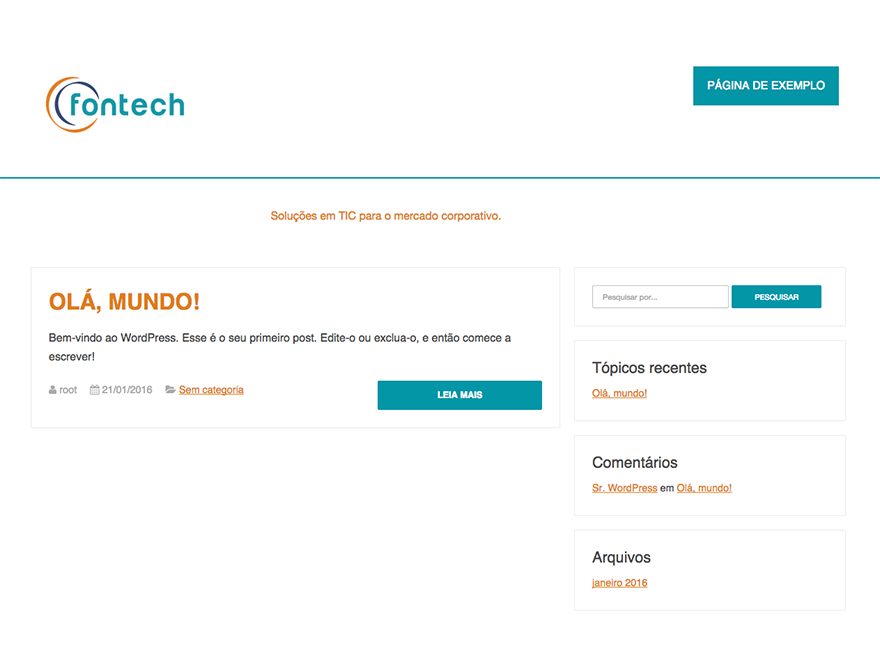 fontech
PÁGINA DE EXEMPLO
Soluções em TIC para o mercado corporativo.
OLÁ, MUNDO!
Bem-vindo ao WordPress. Esse é o seu primeiro post. Edite-o ou exclua-o, e então comece a
escrever!
root 21/01/2016 Sem categoria
LEIA MAIS
Pesquisar por...
PESQUISAR
Tópicos recentes
Olá, mundo!
Comentários
Sr. WordPress em Olá, mundo!
Arquivos
janeiro 2016